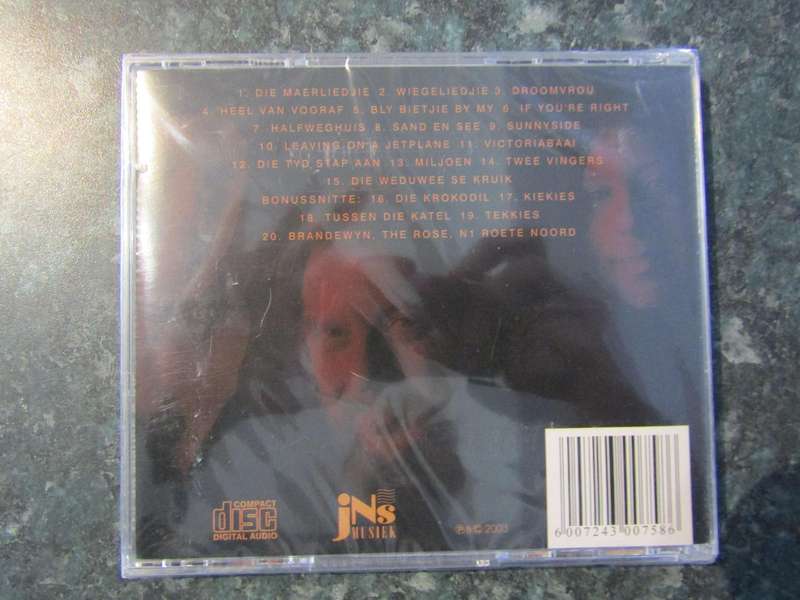 1. DIE MAERLIEDJIE 2. WIEGELIEDJIE 3. DROOMVROU
4. HEEL VAN VOORAF 5. BLY BIETJIE BY MY 6. IF YOU'RE RIGHT
7. HALFWEGHUIS 8. SAND EN SEE 9. SUNNYSIDE
10. LEAVING ON A JETPLANE 11. VICTORIABAAI
12. DIE TYD STAP AAN 13. MILJOEN 14. TWEE VINGERS
15. DIE WEDUWEE SE KRUIK
BONUSSNITTE: 16. DIE KROKODIL 17. KIEKIES
18. TUSSEN DIE KATEL 19. TEKKIES
20. BRANDEWYN, THE ROSE, N1 ROETE NOORD
COMPACT
disc
DIGITAL AUDIO
jNs
MUSIEK
℗&© 2003
6 007243 007586